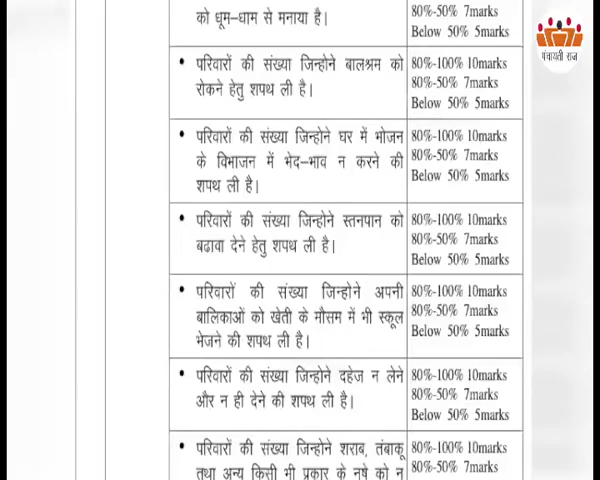 को धूम–धाम से मनाया है।
80%-50% 7marks
Below 50% 5marks
पंचायती राज
• परिवारों की संख्या जिन्होने बालश्रम को
रोकने हेतु शपथ ली है।
80%-100% 10marks
80%-50% 7marks
Below 50% 5marks
• परिवारों की संख्या जिन्होने घर में भोजन
के विभाजन में भेद–भाव न करने की
शपथ ली है।
80%-100% 10marks
80%-50% 7marks
Below 50% 5marks
• परिवारों की संख्या जिन्होने स्तनपान को
बढावा देने हेतु शपथ ली है।
80%-100% 10marks
80%-50% 7marks
Below 50% 5marks
• परिवारों की संख्या जिन्होने अपनी
बालिकाओं को खेती के मौसम में भी स्कूल
भेजने की शपथ ली है।
80%-100% 10marks
80%-50% 7marks
Below 50% 5marks
• परिवारों की संख्या जिन्होने दहेज न लेने
और न ही देने की शपथ ली है।
80%-100% 10marks
80%-50% 7marks
Below 50% 5marks
• परिवारों की संख्या जिन्होने शराब, तंबाकू
तथा अन्य किसी भी प्रकार के नषे को न
80%-100% 10marks
80%-50% 7marks